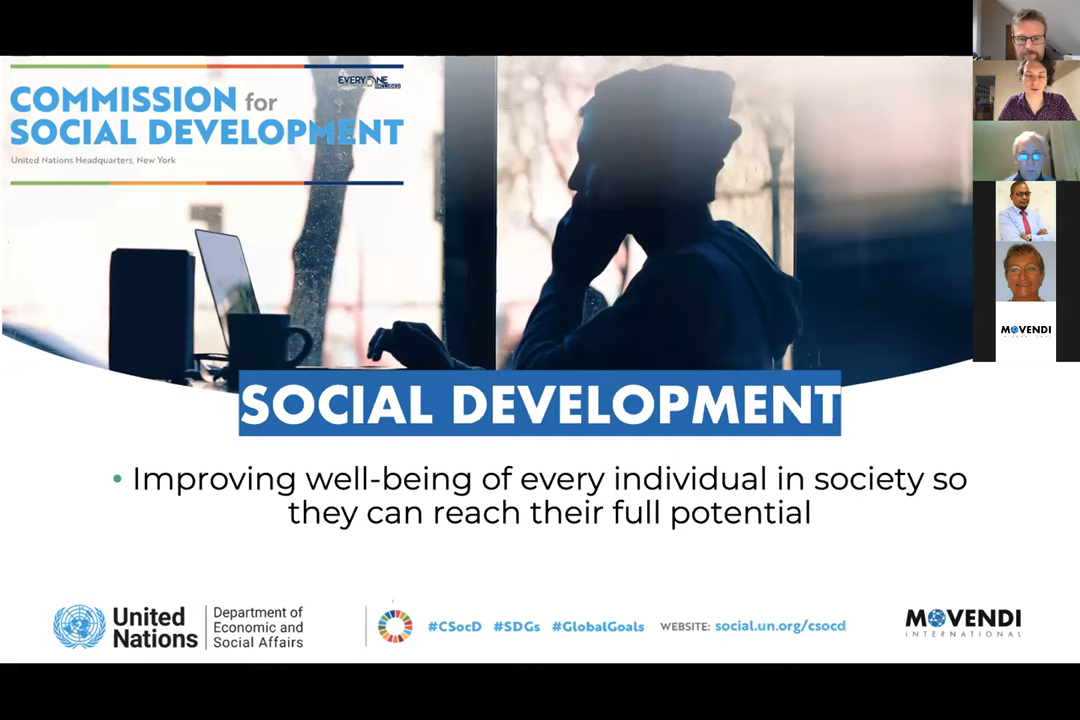 COMMISSION for
SOCIAL DEVELOPMENT
United Nations Headquarters, New York
EVERYONE
INCLUDED
MOVENDI
SOCIAL DEVELOPMENT
• Improving well-being of every individual in society so
they can reach their full potential
United
Nations
Department of
Economic and
Social Affairs
#CSocD #SDGs #GlobalGoals WEBSITE: social.un.org/csocd
MOVENDI
INTERNATIONAL